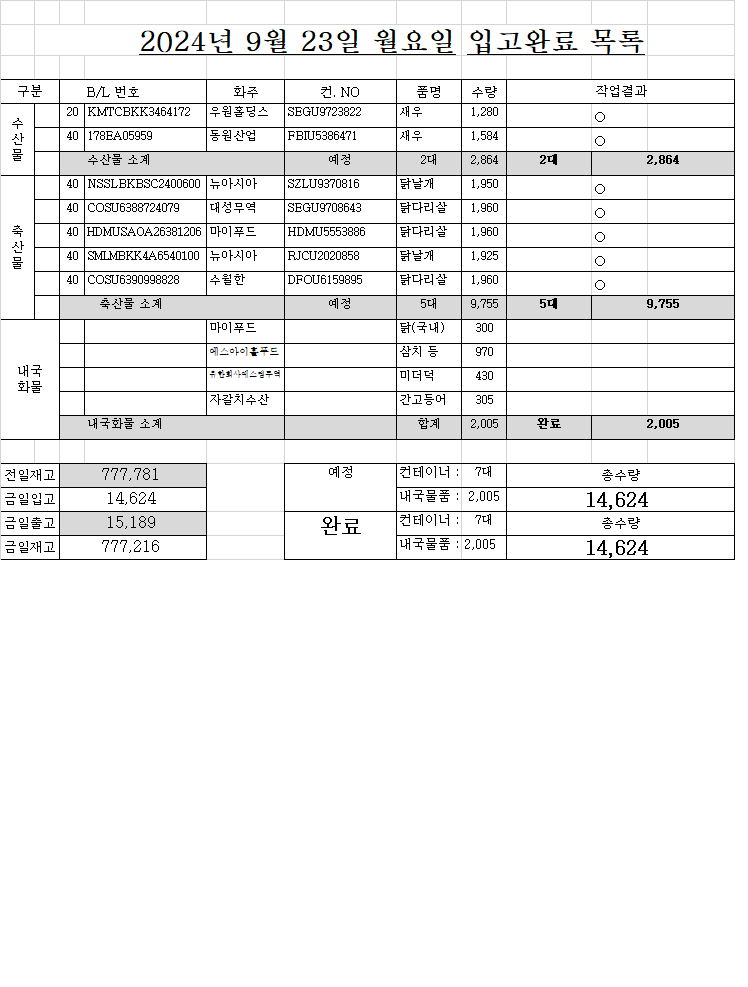 2024년 9월 23일 월요일 입고완료 목록
구분 B/L 번호 화주 컨. NO 품명 수량 작업결과
수산물
20 KMTCBKK3464172 우원홀딩스 SEGU9723822 새우 1,280 ○
40 178EA05959 동원산업 FBIU5386471 새우 1,584 ○
수산물 소계 예정 2대 2,864 2대 2,864
축산물
40 NSSLBKBSC2400600 뉴아시아 SZLU9370816 닭날개 1,950 ○
40 COSU6388724079 대성무역 SEGU9708643 닭다리살 1,960 ○
40 HDMUSAOA26381206 마이푸드 HDMU5553886 닭다리살 1,960 ○
40 SMLMBKK4A6540100 뉴아시아 RJCU2020858 닭날개 1,925 ○
40 COSU6390998828 수월한 DFOU6159895 닭다리살 1,960 ○
축산물 소계 예정 5대 9,755 5대 9,755
내국화물
마이푸드 닭(국내) 300
에스아이홀푸드 삼치 등 970
미더덕 430
자갈치수산 간고등어 305
내국화물 소계 합계 2,005 완료 2,005
전일재고 777,781 예정 컨테이너 : 7대 총수량
금일입고 14,624 내국물품 : 2,005 14,624
금일출고 15,189 완료 컨테이너 : 7대 총수량
금일재고 777,216 내국물품 : 2,005 14,624